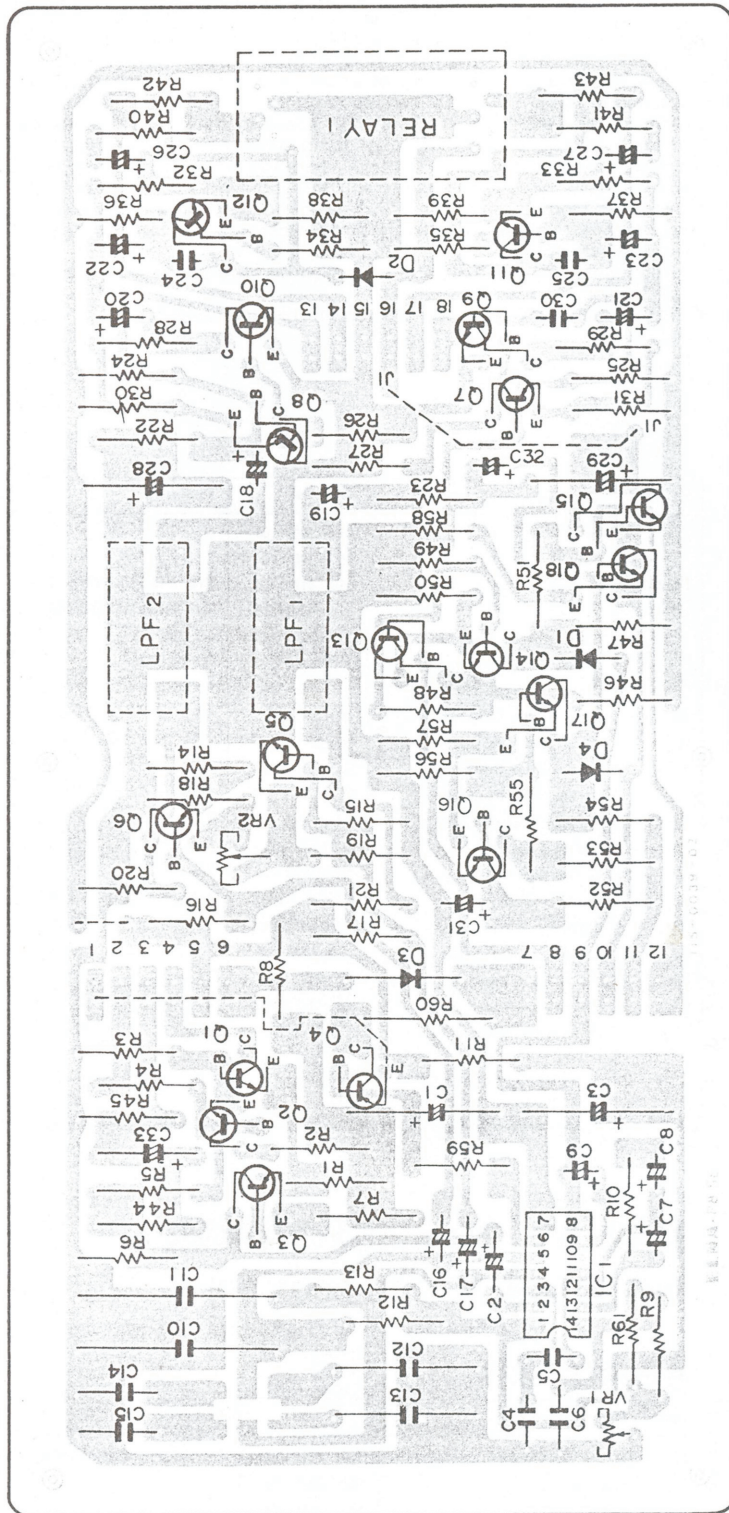 R42
R40
C26
+
R32
R36
C22
C20
+
R28
R24
R30
R22
C28
+
RELAY 1
R43
R41
C27
+
R33
R37
C23
+
C25
C30
C21
+
R29
R25
R31
Q12
E
B
C
C24
R38
R34
R39
R35
D2
Q11
E
B
C
Q10
C
B
E
13 14 15 16 17 18
Q9
E
B
C
Q7
C
B
E
J1
J1
Q8
B
C
E
+
C18
R26
R27
C19
+
C32
+
C29
+
R23
R58
R49
R50
Q15
C
B
E
Q18
B
E
C
R51
LPF 2
LPF 1
Q13
E
B
C
Q14
E
B
C
D1
R47
R46
R48
R57
R56
Q17
E
B
C
D4
Q5
E
B
C
R14
R18
Q6
C
B
E
VR2
R15
R19
Q16
E
B
C
R55
R54
R53
R52
R20
R16
R21
R17
C31
+
1 2 3 4 5 6
R8
D3
7 8 9 10 11 12
R60
R11
R3
R4
R45
C33
+
R5
R44
R6
Q1
B
C
E
Q2
E
B
C
Q3
C
B
E
Q4
B
C
E
R2
R1
R7
C1
+
C3
+
R59
C9
+
C8
+
R10
C7
+
C16
+
C17
+
C2
+
IC 1
1 2 3 4 5 6 7
14 13 12 11 10 9 8
R13
R12
C11
C10
C14
C15
C12
C13
C5
C4
C6
R61
R9
VR1